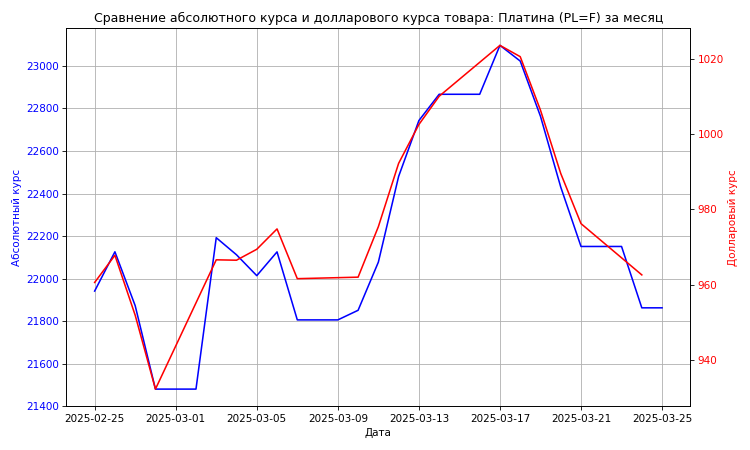 Сравнение абсолютного курса и долларового курса товара: Платина (PL=F) за месяц
23000
22800
22600
22400
22200
22000
21800
21600
21400
Абсолютный курс
1020
1000
980
960
940
Долларовый курс
2025-02-25 2025-03-01 2025-03-05 2025-03-09 2025-03-13 2025-03-17 2025-03-21 2025-03-25
Дата